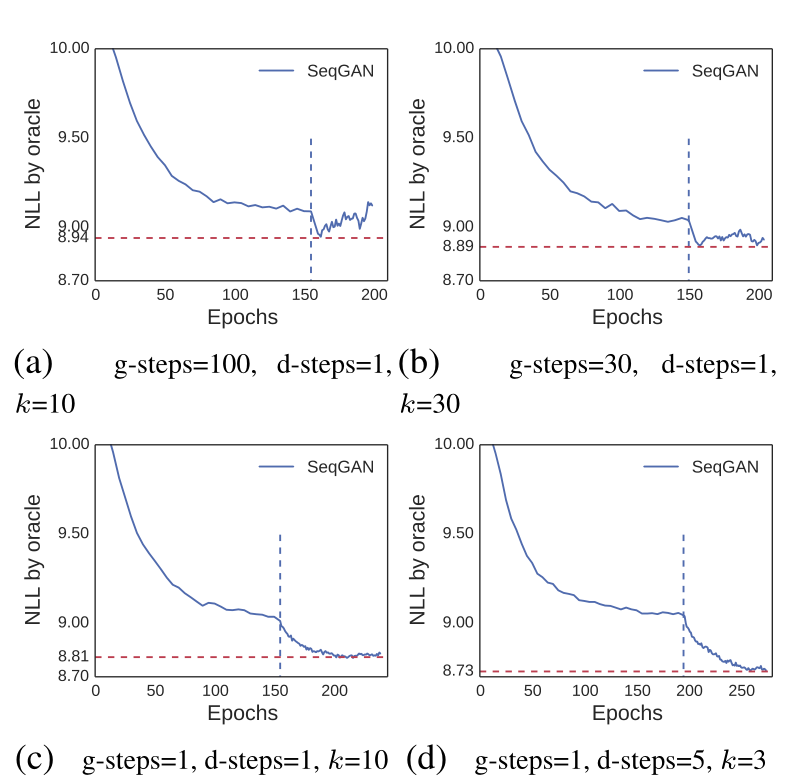 10.00
SeqGAN
9.50
9.00
8.94
8.70
NLL by oracle
0 50 100 150 200
Epochs
(a) g-steps=100, d-steps=1,
k=10
10.00
SeqGAN
9.50
9.00
8.89
8.70
NLL by oracle
0 50 100 150 200
Epochs
(b) g-steps=30, d-steps=1,
k=30
10.00
SeqGAN
9.50
9.00
8.81
8.70
NLL by oracle
0 50 100 150 200
Epochs
(c) g-steps=1, d-steps=1, k=10
10.00
SeqGAN
9.50
9.00
8.73
NLL by oracle
0 50 100 150 200 250
Epochs
(d) g-steps=1, d-steps=5, k=3